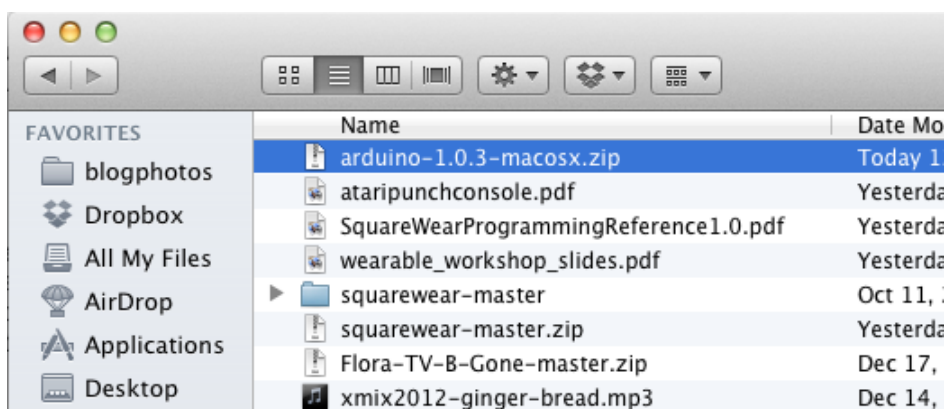 FAVORITES
blogphotos
Dropbox
All My Files
AirDrop
Applications
Desktop
Name Date Mo
arduino-1.0.3-macosx.zip Today 1
ataripunchconsole.pdf Yesterda
SquareWearProgrammingReference1.0.pdf Yesterda
wearable_workshop_slides.pdf Yesterda
squarewear-master Oct 11,
squarewear-master.zip Yesterda
Flora-TV-B-Gone-master.zip Dec 17,
xmix2012-ginger-bread.mp3 Dec 14,